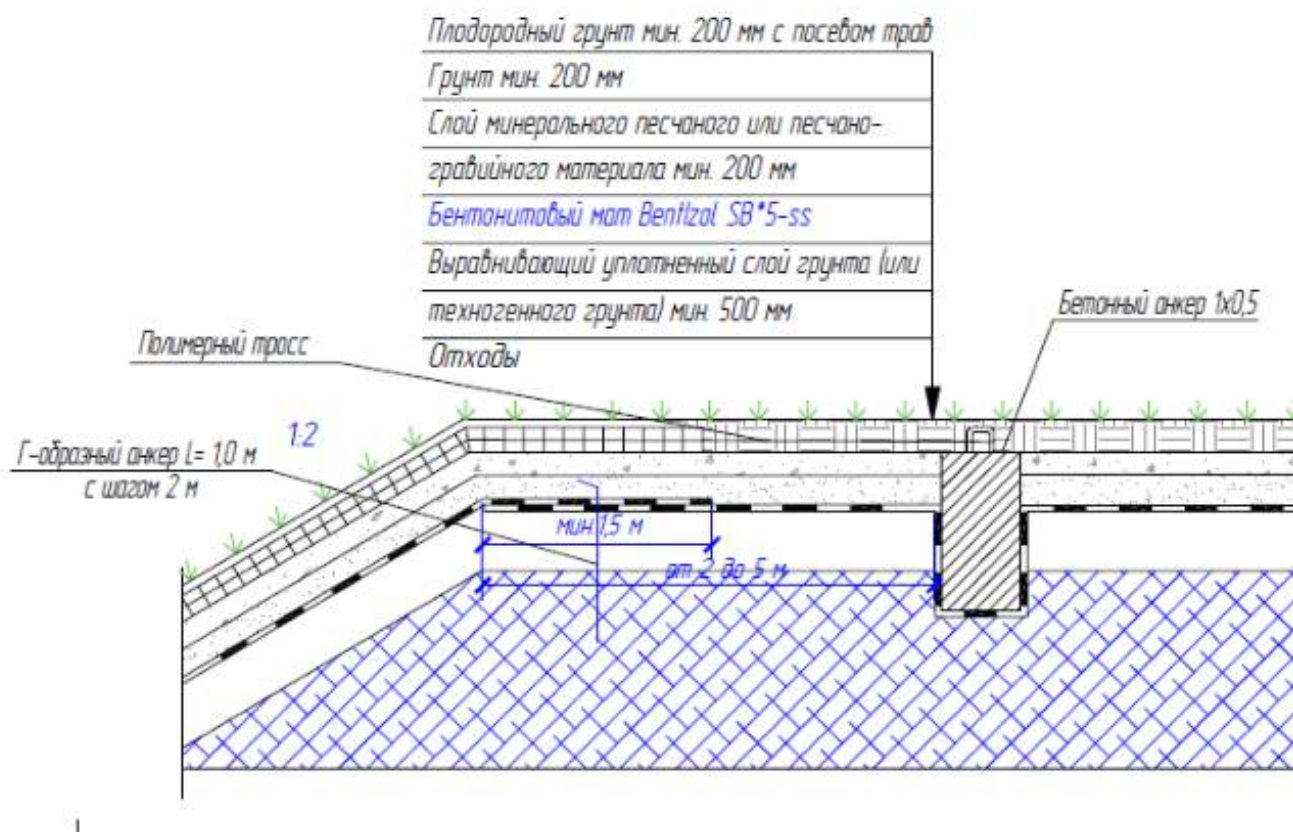 Плодородный грунт мин. 200 мм с посевом трав
Грунт мин. 200 мм
Слой минерального песчаного или песчано-
гравийного материала мин. 200 мм
Бентонитовый мат BentIzol SB*5-ss
Выравнивающий уплотненный слой грунта (или
техногенного грунта) мин. 500 мм
Отходы
Бетонный анкер 1х0,5
Полимерный тросс
1:2
Г-образный анкер L= 1,0 м
с шагом 2 м
мин.1,5 м
от 2 до 5 м